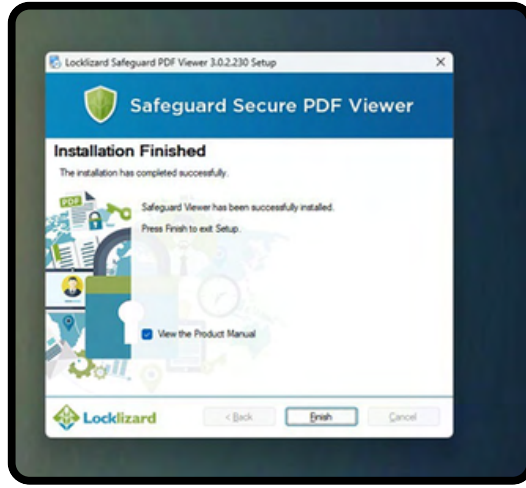 Locklizard Safeguard PDF Viewer 3.0.2.230 Setup
Safeguard Secure PDF Viewer
Installation Finished
The installation has completed successfully.
PDF
Safeguard Viewer has been successfully installed.
Press Finish to exit Setup.
View the Product Manual
Locklizard
< Back
Finish
Cancel